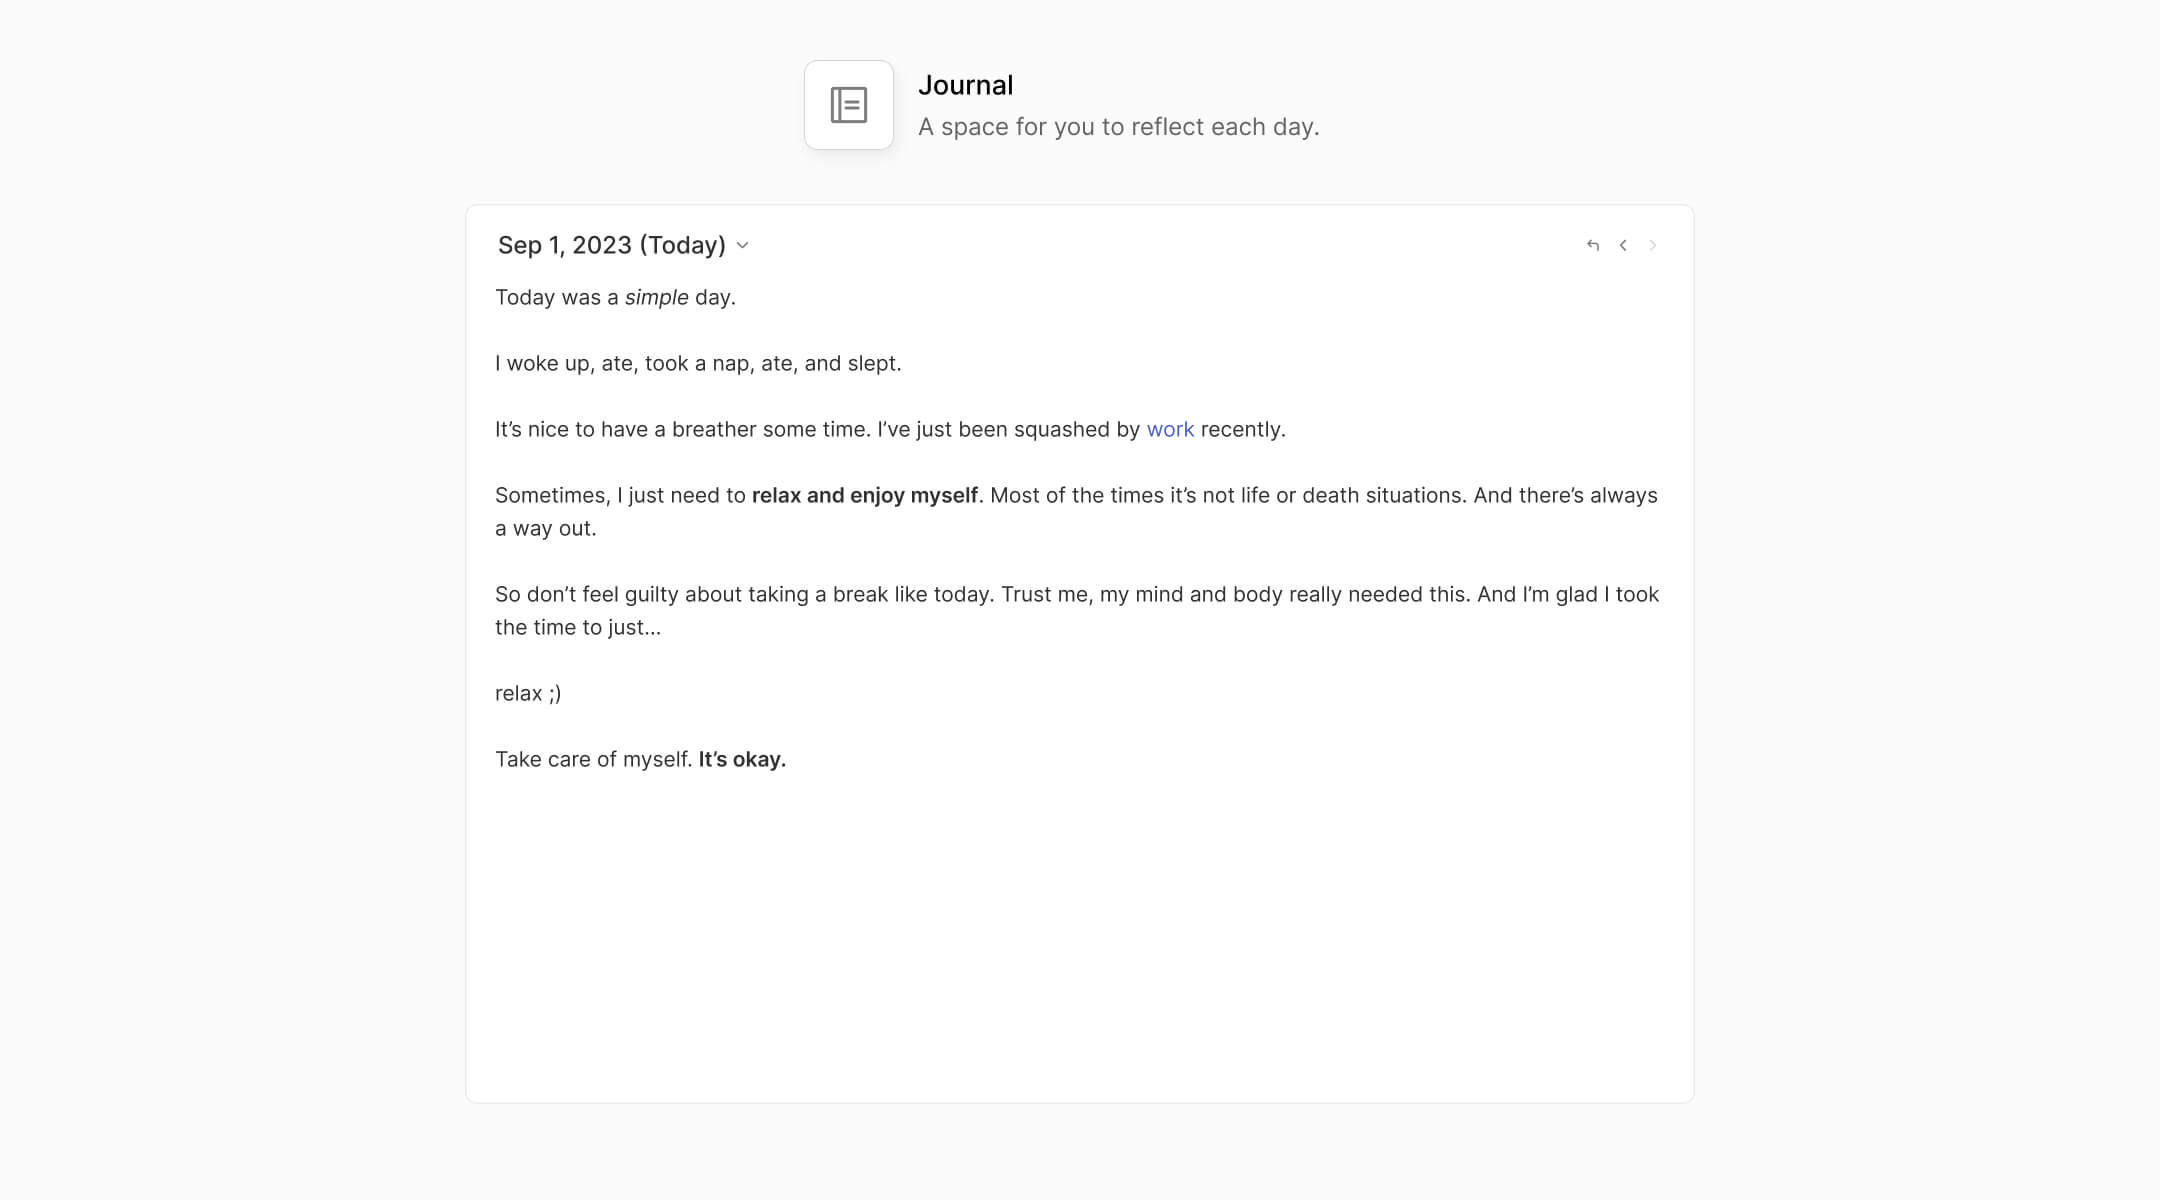 Journal
A space for you to reflect each day.
Sep 1, 2023 (Today)
Today was a simple day.
I woke up, ate, took a nap, ate, and slept.
It’s nice to have a breather some time. I’ve just been squashed by work recently.
Sometimes, I just need to relax and enjoy myself. Most of the times it’s not life or death situations. And there’s always
a way out.
So don’t feel guilty about taking a break like today. Trust me, my mind and body really needed this. And I’m glad I took
the time to just...
relax ;)
Take care of myself. It’s okay.